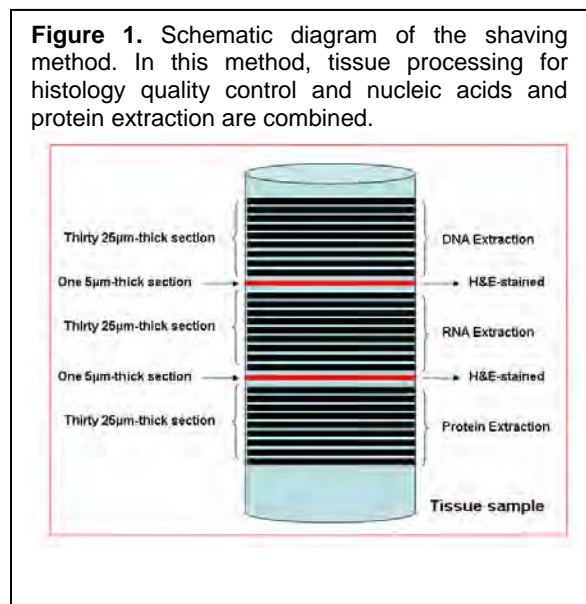 Figure 1. Schematic diagram of the shaving
method. In this method, tissue processing for
histology quality control and nucleic acids and
protein extraction are combined.
Thirty 25µm-thick section
DNA Extraction
One 5µm-thick section
H&E-stained
Thirty 25µm-thick section
RNA Extraction
One 5µm-thick section
H&E-stained
Thirty 25µm-thick section
Protein Extraction
Tissue sample